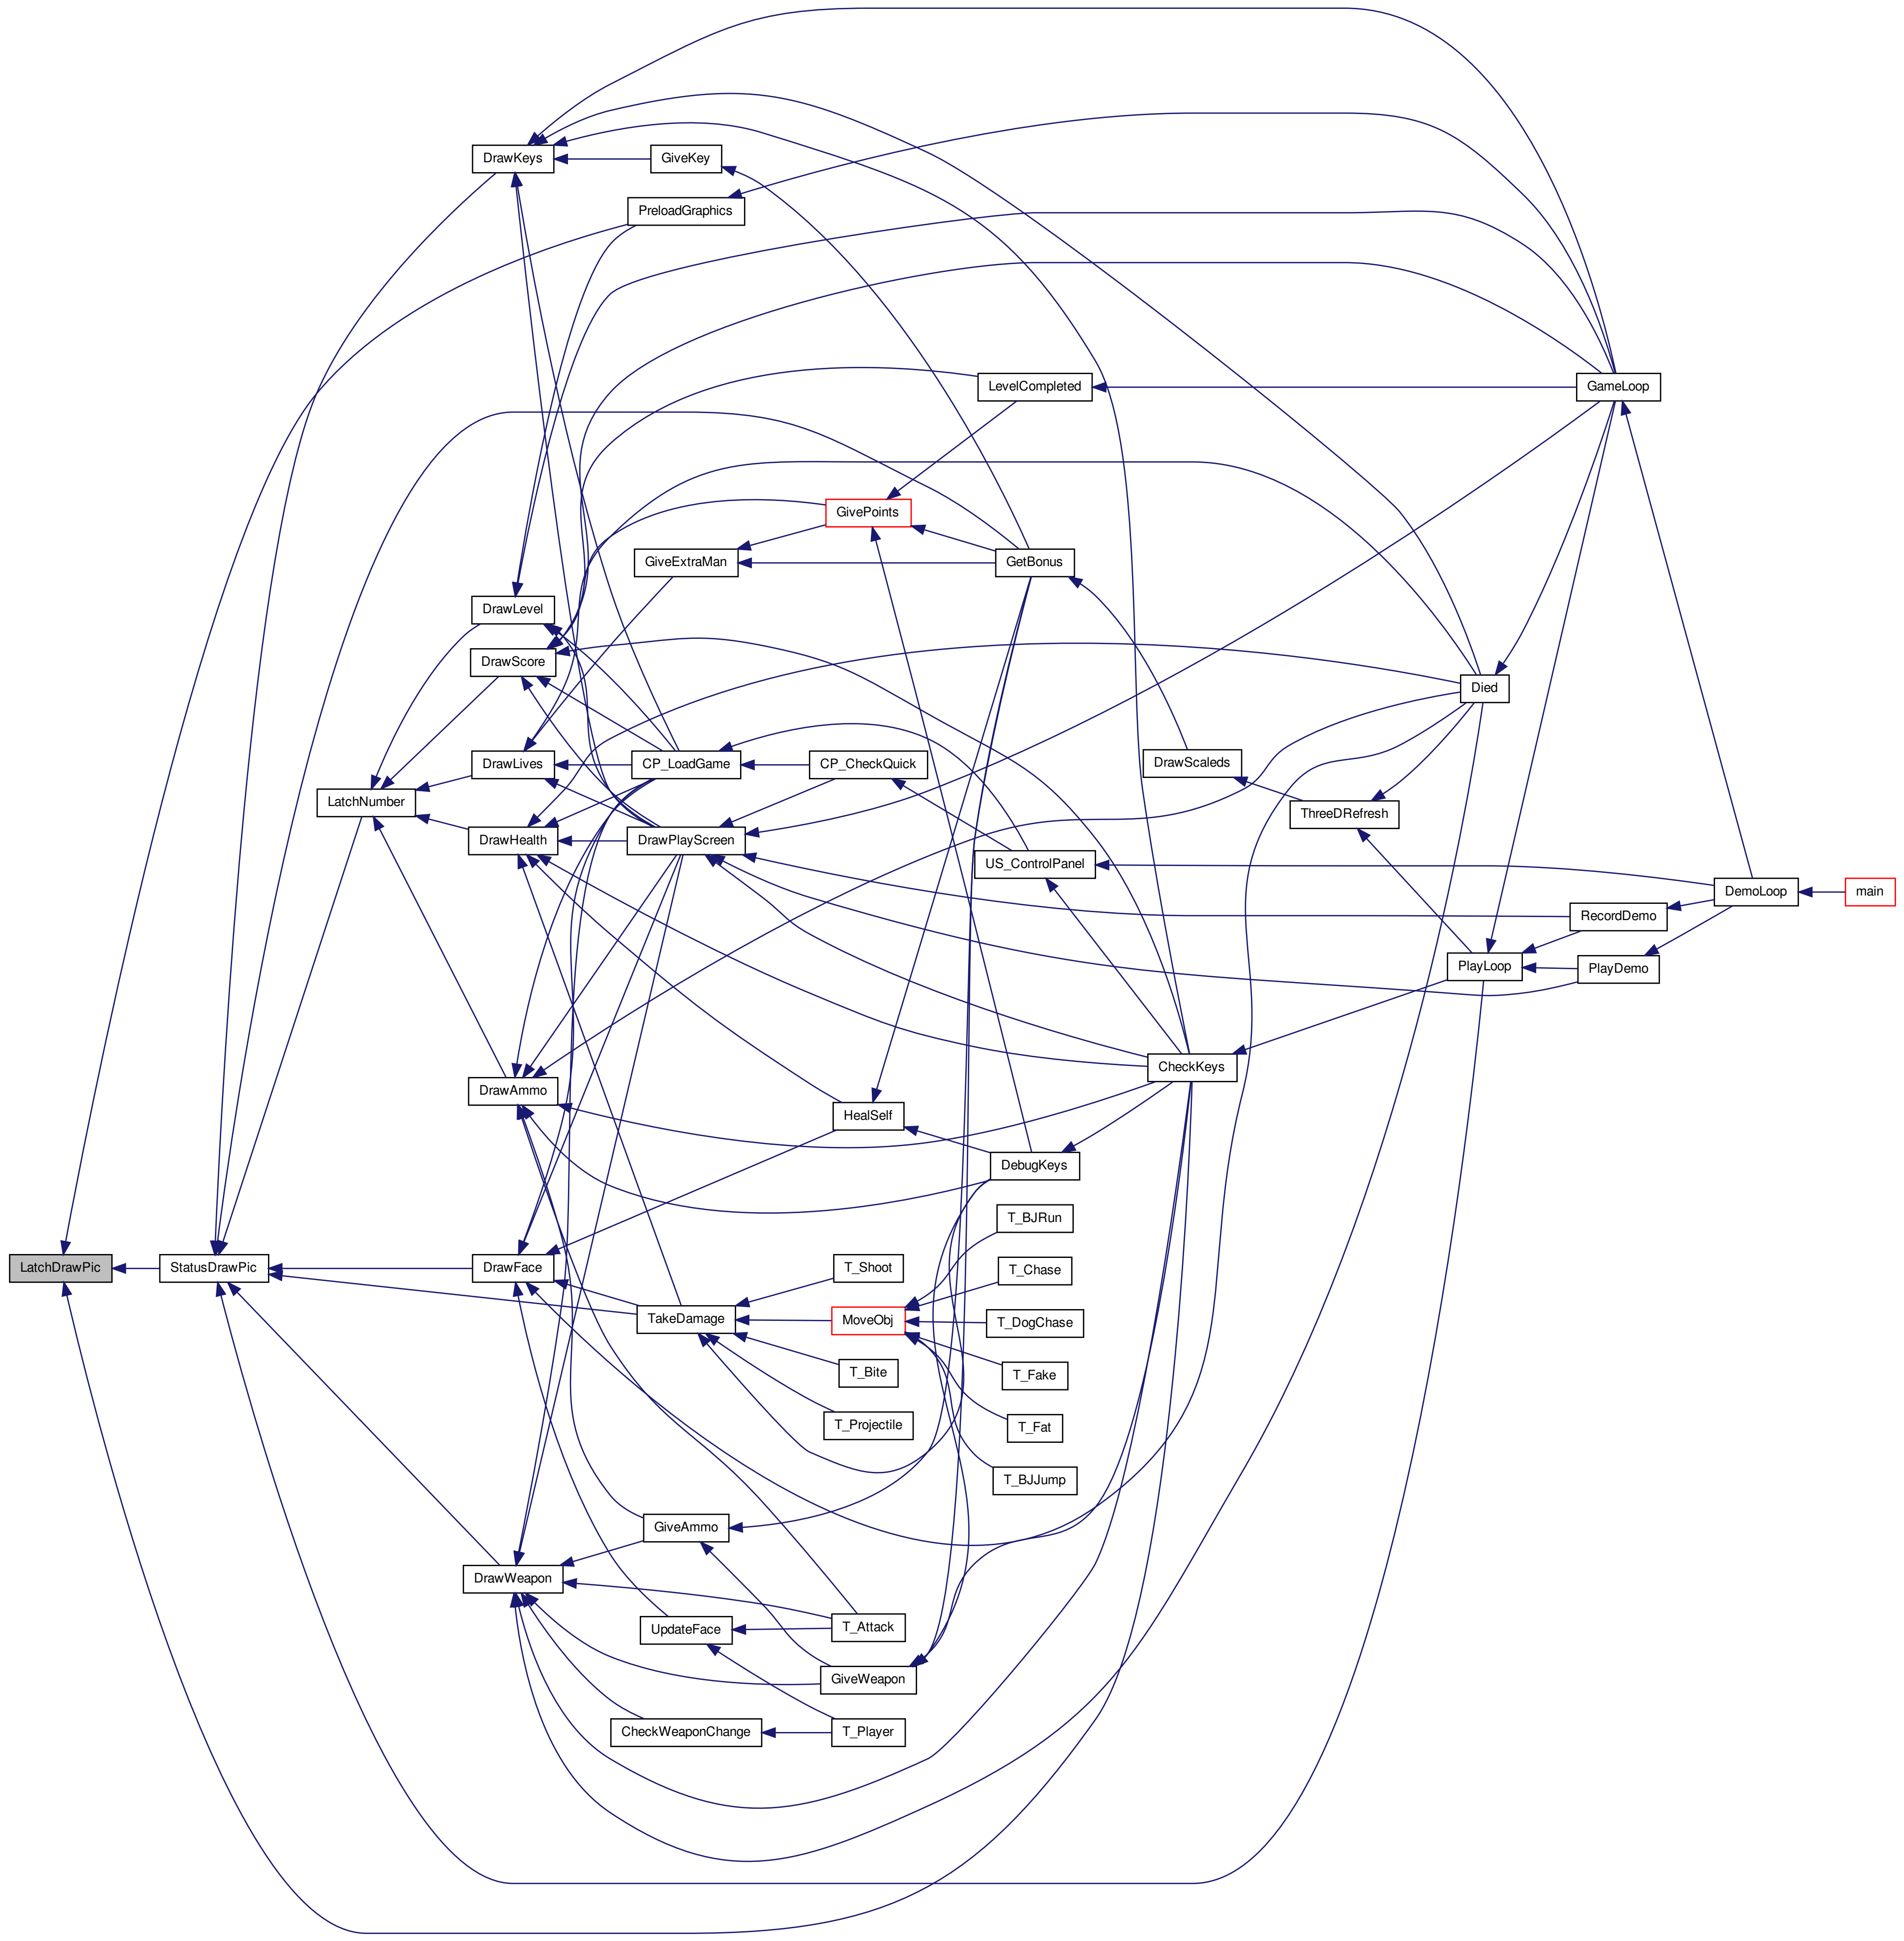 DrawKeys
GiveKey
PreloadGraphics
LevelCompleted
GameLoop
GivePoints
GiveExtraMan
GetBonus
DrawLevel
DrawScore
Died
DrawLives
CP_LoadGame
CP_CheckQuick
DrawScaleds
LatchNumber
ThreeDRefresh
DrawHealth
DrawPlayScreen
US_ControlPanel
DemoLoop
main
RecordDemo
PlayLoop
PlayDemo
CheckKeys
DrawAmmo
HealSelf
DebugKeys
T_BJRun
LatchDrawPic
StatusDrawPic
DrawFace
T_Shoot
T_Chase
TakeDamage
MoveObj
T_DogChase
T_Bite
T_Fake
T_Projectile
T_Fat
T_BJJump
GiveAmmo
DrawWeapon
UpdateFace
T_Attack
GiveWeapon
CheckWeaponChange
T_Player